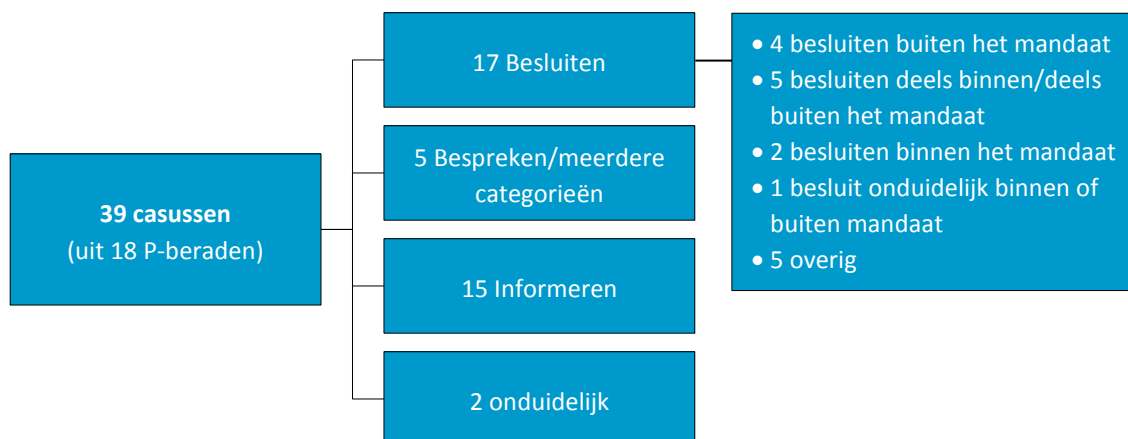 39 casussen
(uit 18 P-beraden)
17 Besluiten
5 Bespreken/meerdere
categorieën
15 Informeren
2 onduidelijk
• 4 besluiten buiten het mandaat
• 5 besluiten deels binnen/deels
buiten het mandaat
• 2 besluiten binnen het mandaat
• 1 besluit onduidelijk binnen of
buiten mandaat
• 5 overig